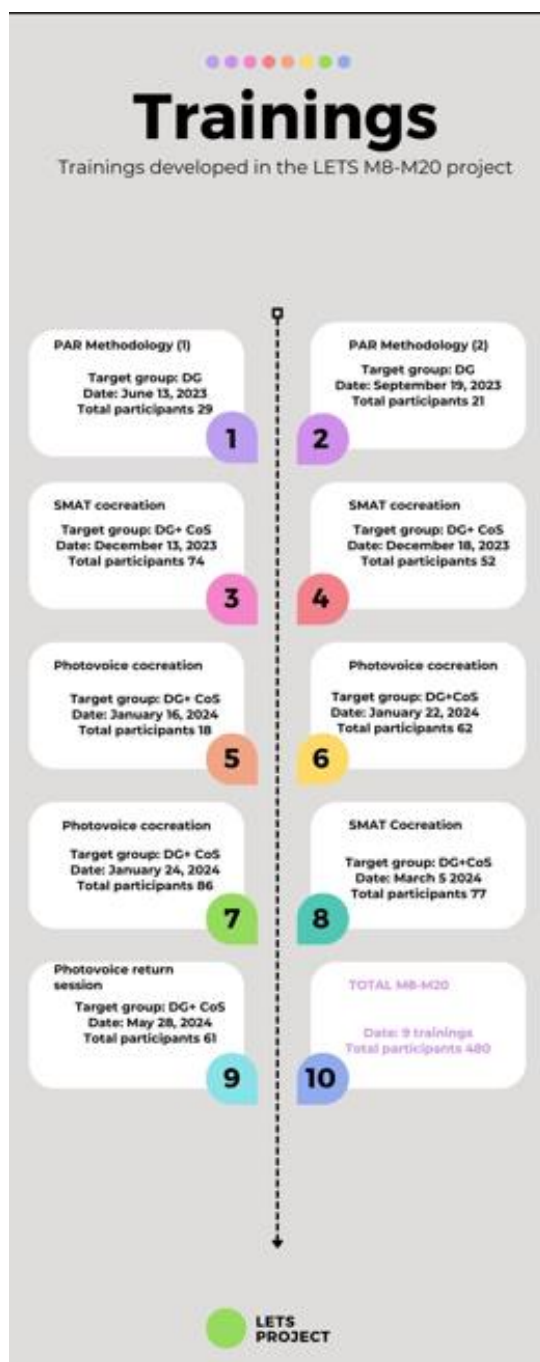 Trainings
Trainings developed in the LETS M8-M20 project
PAR Methodology (1)
Target group: DG
Date: June 13, 2023
Total participants 29
1
PAR Methodology (2)
Target group: DG
Date: September 19, 2023
Total participants 21
2
SMAT cocreation
Target group: DG+ CoS
Date: December 13, 2023
Total participants 74
3
SMAT cocreation
Target group: DG+ CoS
Date: December 18, 2023
Total participants 52
4
Photovoice cocreation
Target group: DG+ CoS
Date: January 16, 2024
Total participants 18
5
Photovoice cocreation
Target group: DG+CoS
Date: January 22, 2024
Total participants 62
6
Photovoice cocreation
Target group: DG+ CoS
Date: January 24, 2024
Total participants 86
7
SMAT Cocreation
Target group: DG+CoS
Date: March 5 2024
Total participants 77
8
Photovoice return
session
Target group: DG+ CoS
Date: May 28, 2024
Total participants 61
9
TOTAL M8-M20
Date: 9 trainings
Total participants 480
10
LETS
PROJECT